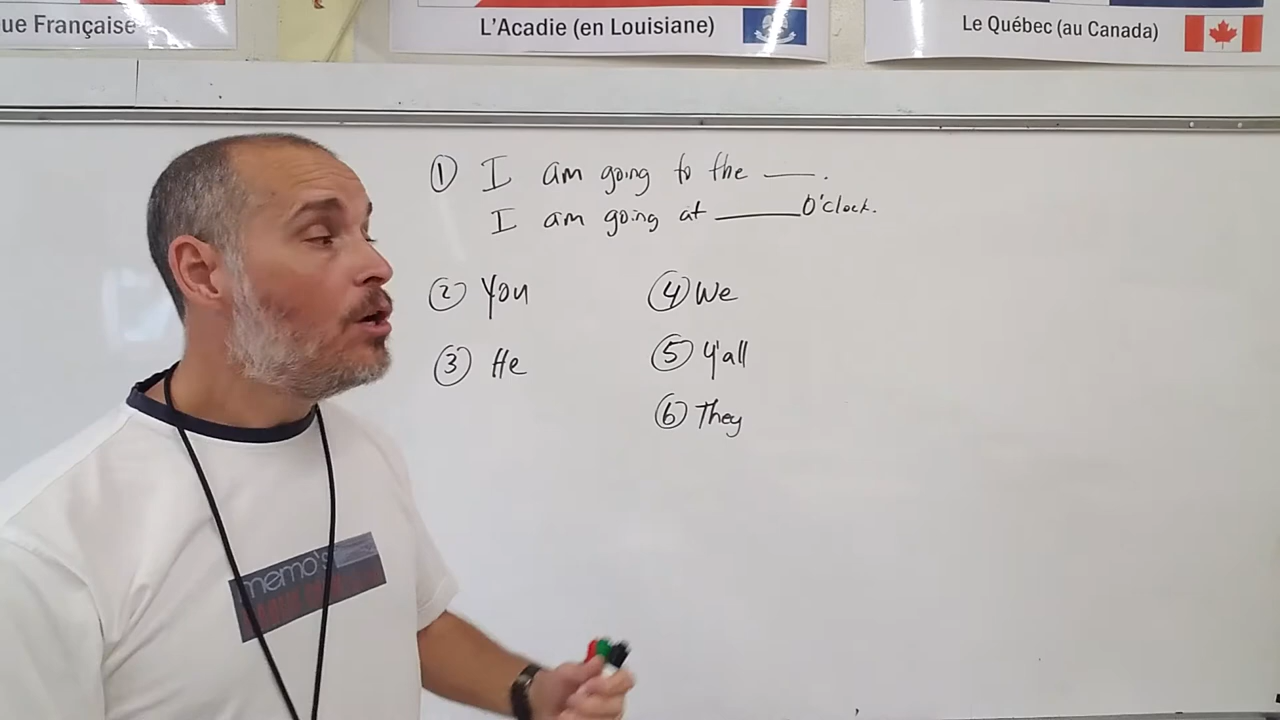 ue Française
L'Acadie (en Louisiane)
Le Québec (au Canada)
① I am going to the ___.
I am going at ______ O'clock.
② You
④ We
③ He
⑤ Y'all
⑥ They
memo's